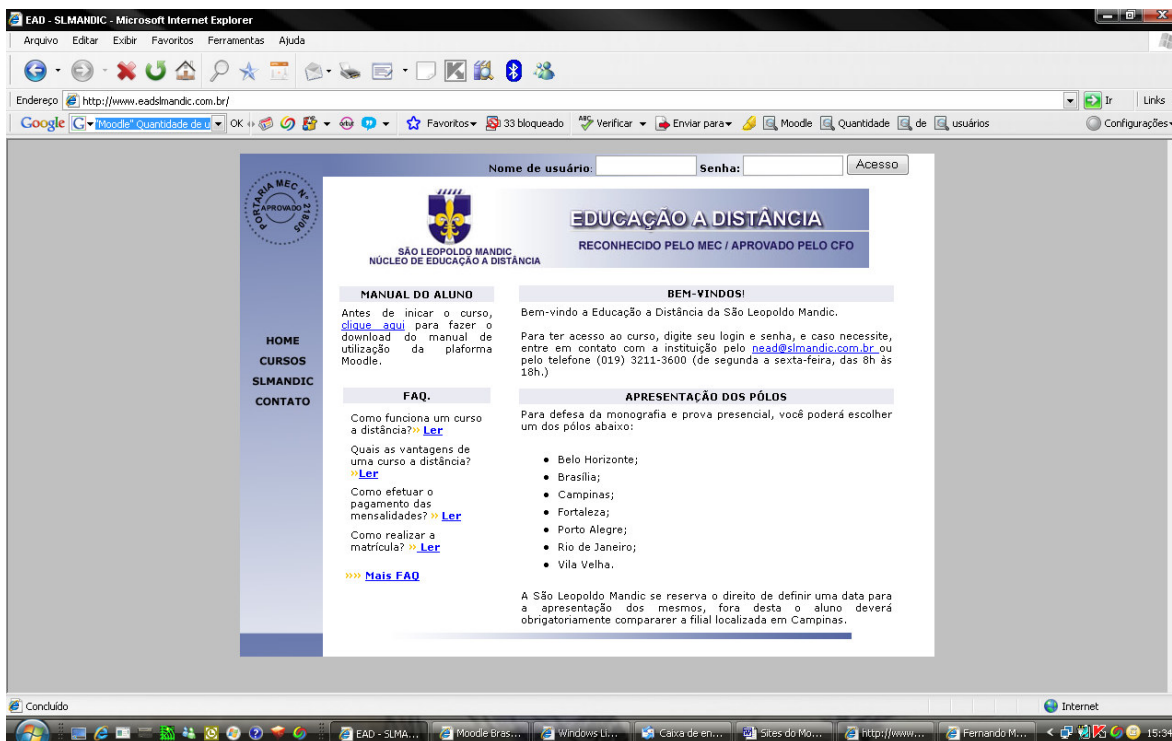 EAD - SLMANDIC - Microsoft Internet Explorer
Arquivo Editar Exibir Favoritos Ferramentas Ajuda
Endereço http://www.eadslmandic.com.br/ Ir Links
Google "Moodle" Quantidade de u OK Favoritos 33 bloqueado Verificar Enviar para Moodle Quantidade de usuários Configurações
Nome de usuário: Senha: Acesso
PORTARIA MEC Nº 218/05
APROVADO
SÃO LEOPOLDO MANDIC
NÚCLEO DE EDUCAÇÃO A DISTÂNCIA
EDUCAÇÃO A DISTÂNCIA
RECONHECIDO PELO MEC / APROVADO PELO CFO
HOME
CURSOS
SLMANDIC
CONTATO
MANUAL DO ALUNO
Antes de inicar o curso,
clique aqui para fazer o
download do manual de
utilização da plaforma
Moodle.
FAQ.
Como funciona um curso
a distância?» Ler
Quais as vantagens de
uma curso a distância?
»Ler
Como efetuar o
pagamento das
mensalidades? » Ler
Como realizar a
matrícula? » Ler
»»» Mais FAQ
BEM-VINDOS!
Bem-vindo a Educação a Distância da São Leopoldo Mandic.
Para ter acesso ao curso, digite seu login e senha, e caso necessite,
entre em contato com a instituição pelo nead@slmandic.com.br ou
pelo telefone (019) 3211-3600 (de segunda a sexta-feira, das 8h às
18h.)
APRESENTAÇÃO DOS PÓLOS
Para defesa da monografia e prova presencial, você poderá escolher
um dos pólos abaixo:
• Belo Horizonte;
• Brasília;
• Campinas;
• Fortaleza;
• Porto Alegre;
• Rio de Janeiro;
• Vila Velha.
A São Leopoldo Mandic se reserva o direito de definir uma data para
a apresentação dos mesmos, fora desta o aluno deverá
obrigatoriamente compararer a filial localizada em Campinas.
Concluído Internet
EAD - SLMA... Moodle Bras... Windows Li... Caixa de en... Sites do Mo... http://www... Fernando M... 15:34